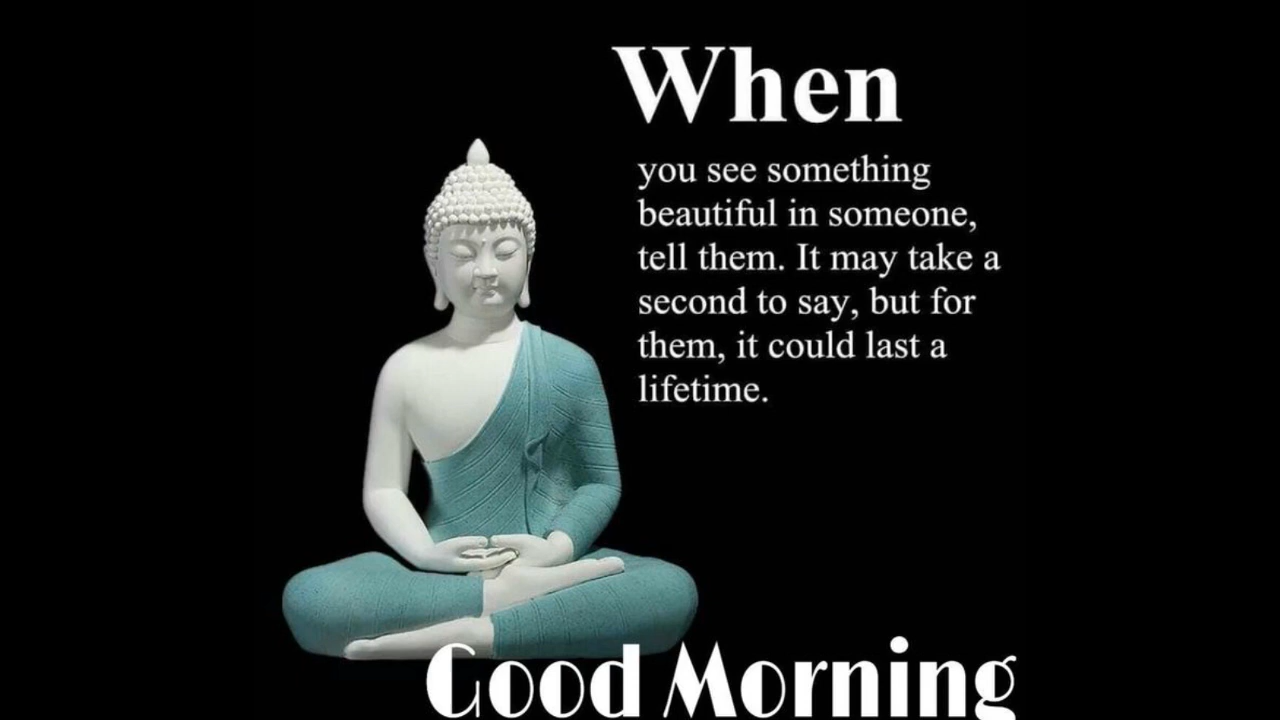 When
you see something
beautiful in someone,
tell them. It may take a
second to say, but for
them, it could last a
lifetime.
Good Morning